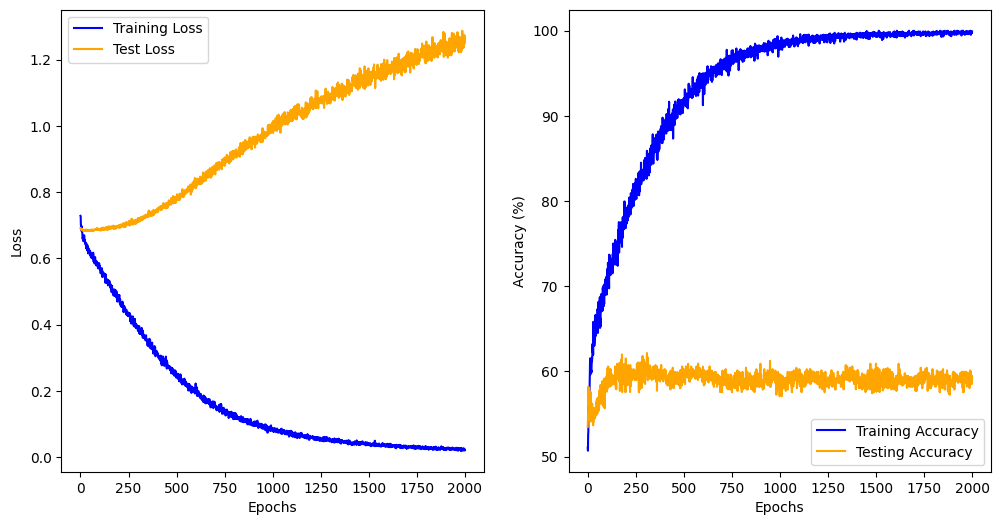 Training Loss
Test Loss
1.2
1.0
0.8
0.6
0.4
0.2
0.0
Loss
0 250 500 750 1000 1250 1500 1750 2000
Epochs
100
90
80
70
60
50
Accuracy (%)
Training Accuracy
Testing Accuracy
0 250 500 750 1000 1250 1500 1750 2000
Epochs